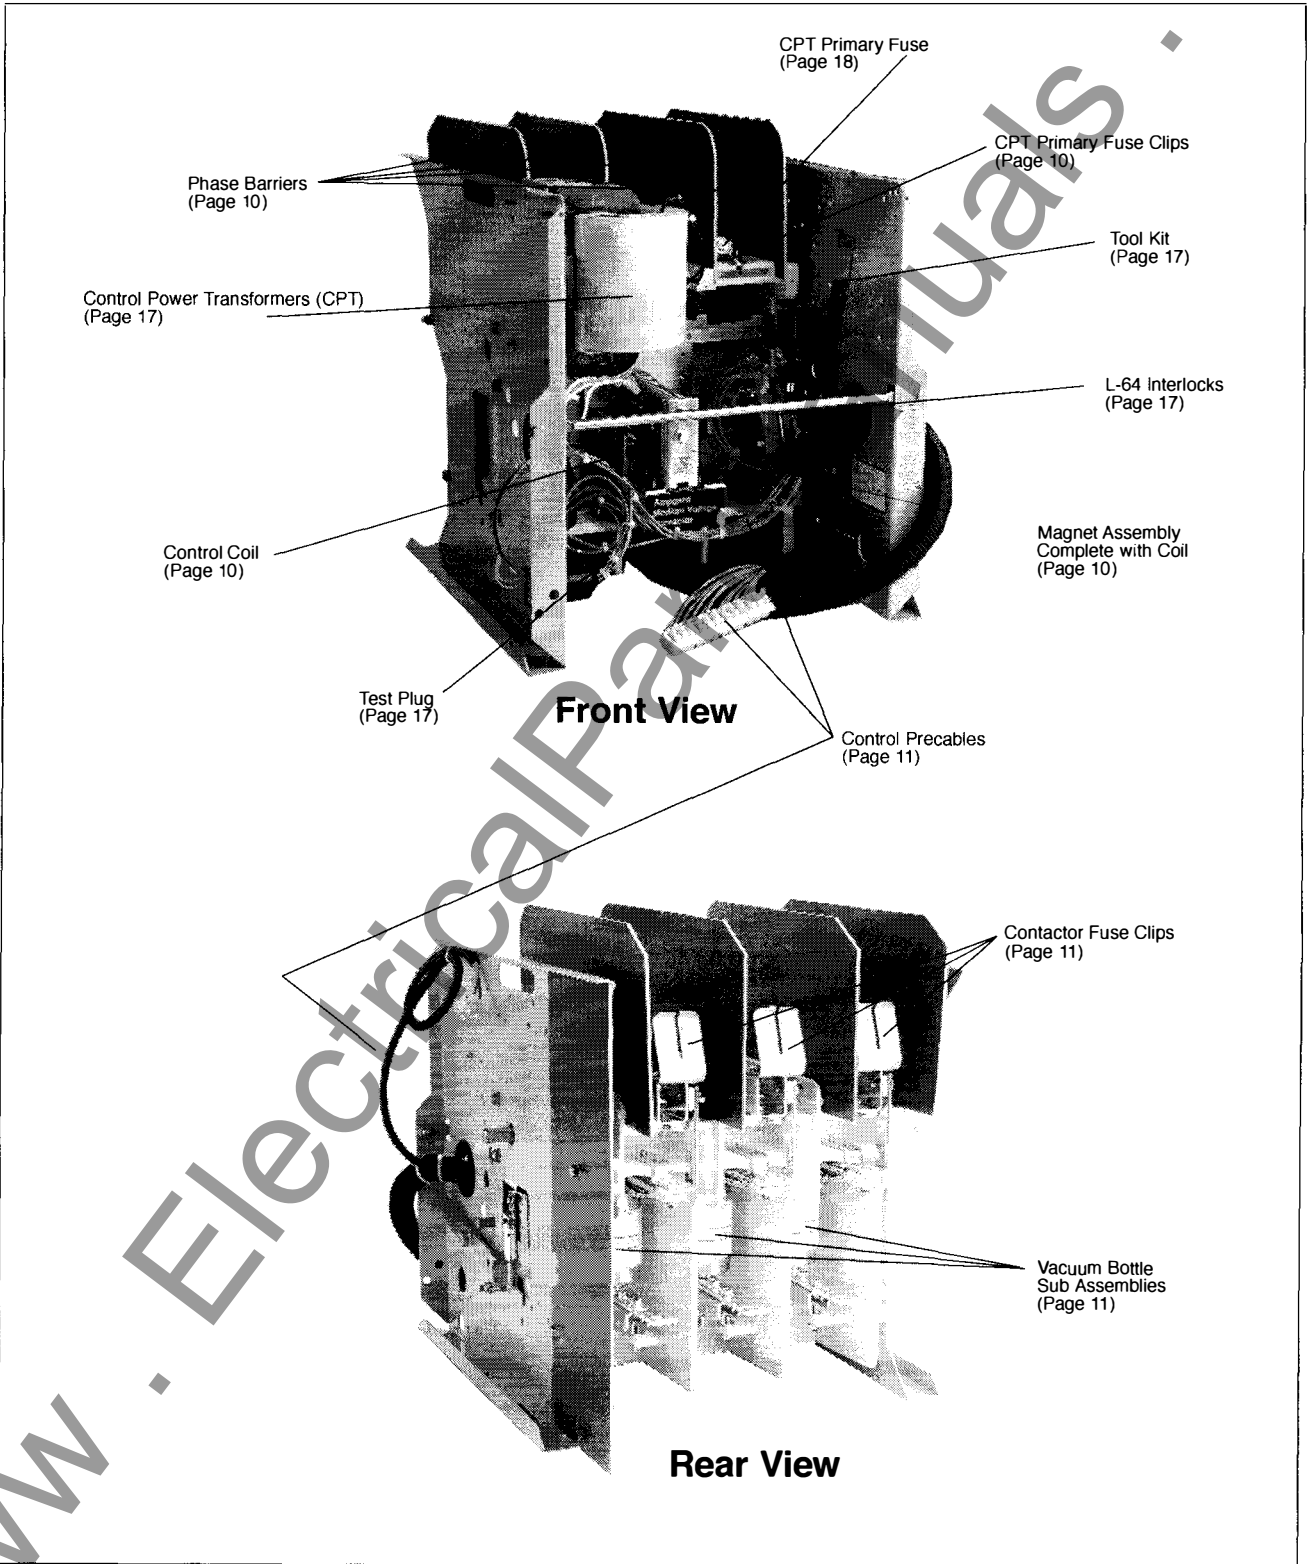 CPT Primary Fuse
(Page 18)
CPT Primary Fuse Clips
(Page 10)
Phase Barriers
(Page 10)
Tool Kit
(Page 17)
Control Power Transformers (CPT)
(Page 17)
L-64 Interlocks
(Page 17)
Control Coil
(Page 10)
Magnet Assembly
Complete with Coil
(Page 10)
Test Plug
(Page 17)
Front View
Control Precables
(Page 11)
Contactor Fuse Clips
(Page 11)
Vacuum Bottle
Sub Assemblies
(Page 11)
Rear View
w . ElectricalPar nuals .